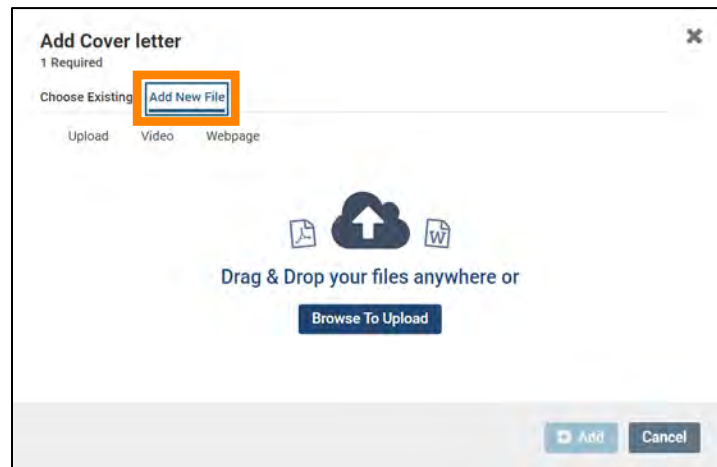 Add Cover letter
1 Required
Choose Existing Add New File
Upload Video Webpage
W
Drag & Drop your files anywhere or
Browse To Upload
Add Cancel